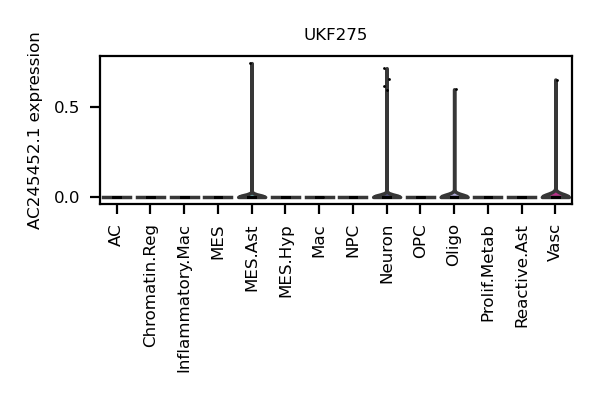 UKF275
AC245452.1 expression
0.5
0.0
AC
Chromatin.Reg
Inflammatory.Mac
MES
MES.Ast
MES.Hyp
Mac
NPC
Neuron
OPC
Oligo
Prolif.Metab
Reactive.Ast
Vasc